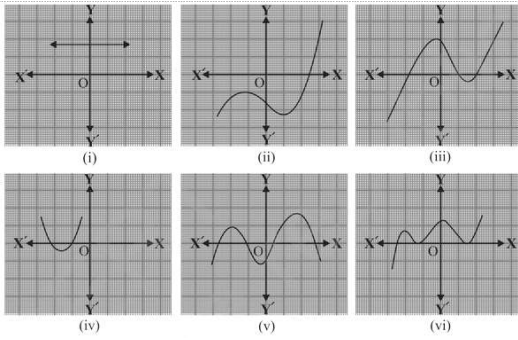 Y Y Y
X′ O X X′ O X X′ O X
Y′ Y′ Y′
(i) (ii) (iii)
Y Y Y
X′ O X X′ O X X′ O X
Y′ Y′ Y′
(iv) (v) (vi)